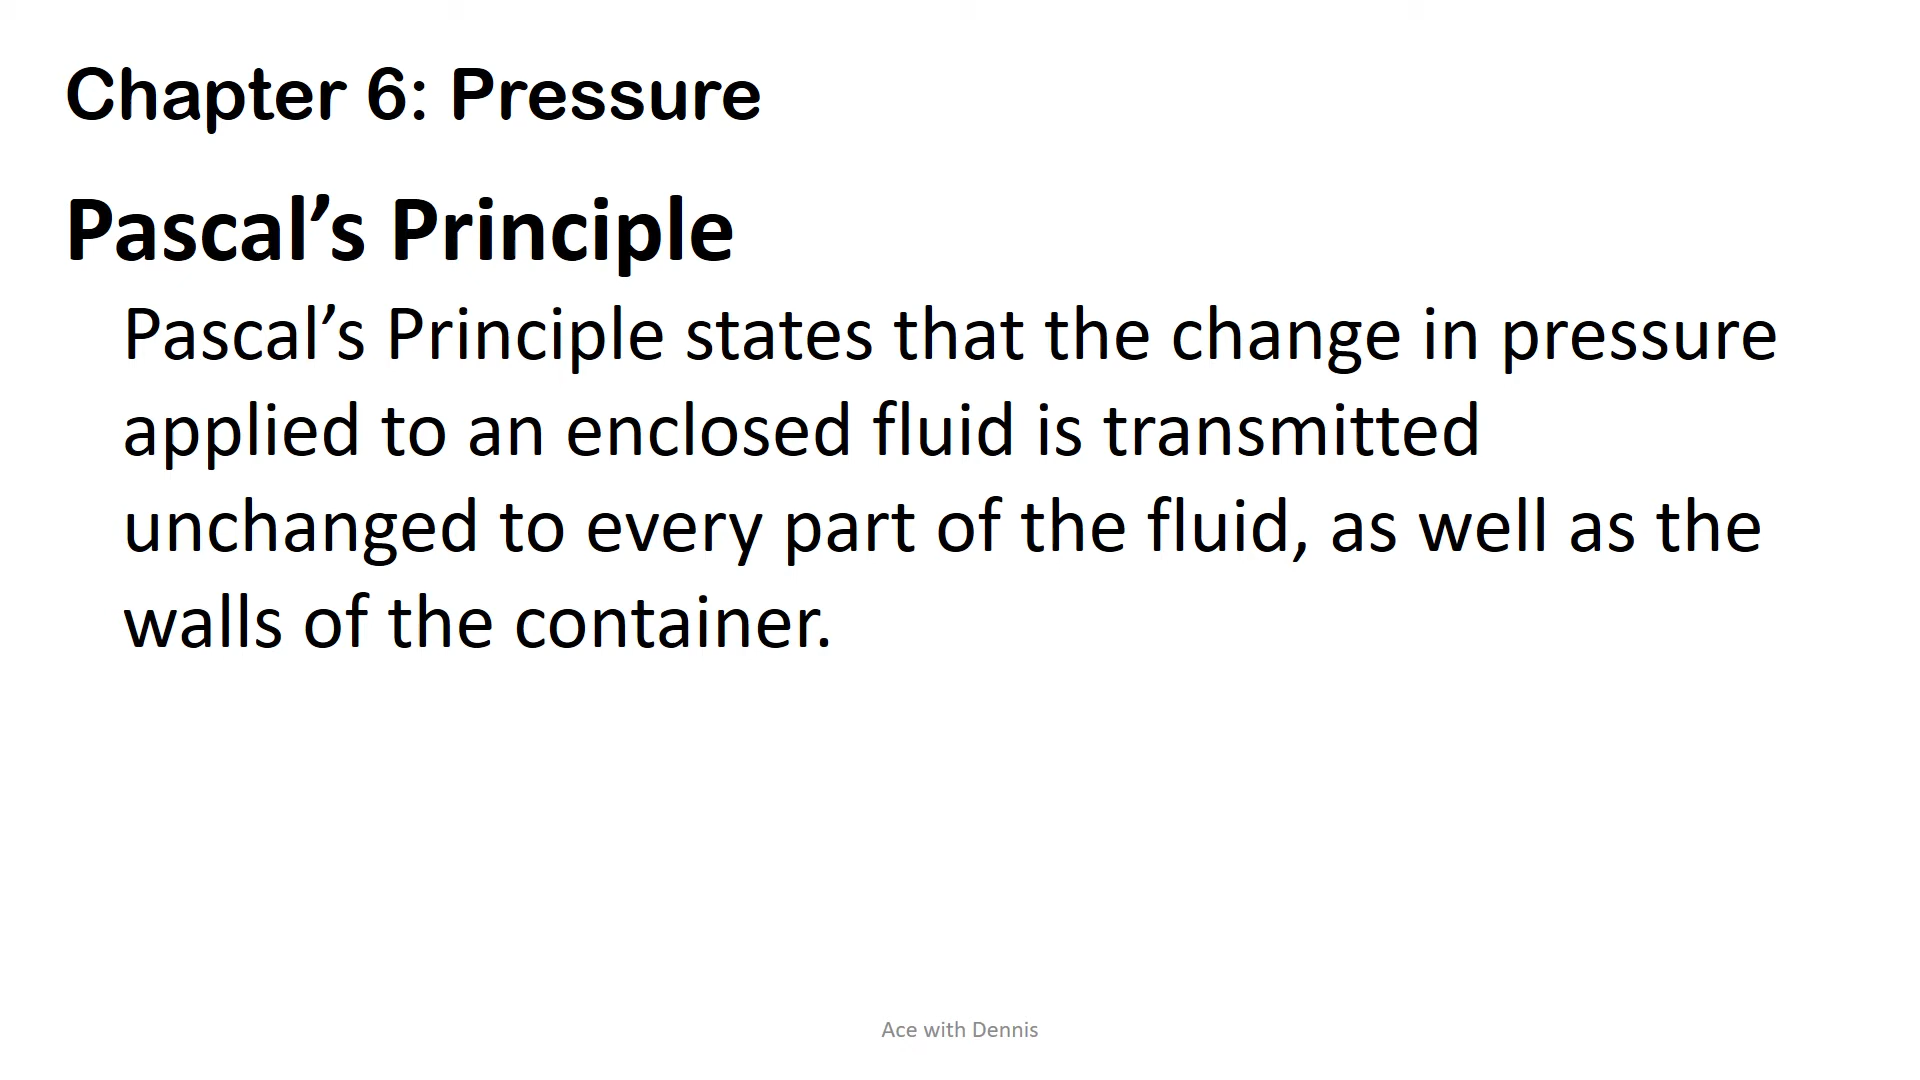 Chapter 6: Pressure
Pascal’s Principle
Pascal’s Principle states that the change in pressure
applied to an enclosed fluid is transmitted
unchanged to every part of the fluid, as well as the
walls of the container.
Ace with Dennis